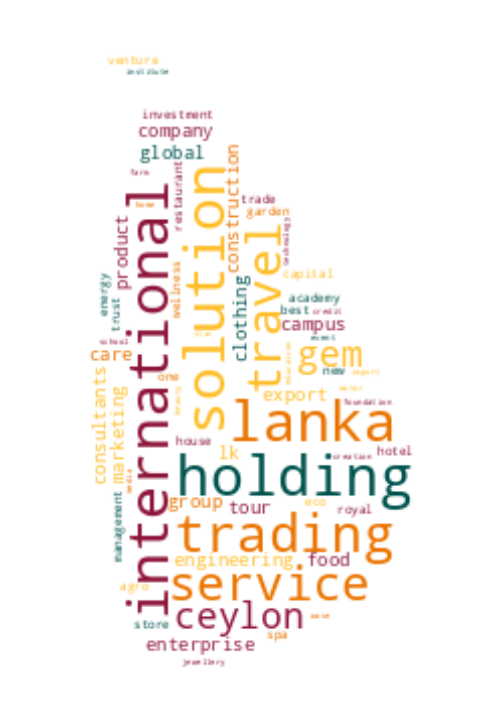 venture
institute
investment
company
global
farm
restaurant
construction
international
solution
home
trade
garden
technology
product
travel
wellness
energy
trust
clothing
capital
academy
best
credit
campus
event
school
care
gem
new
import
one
education
consultants
marketing
beauty
export
motor
foundation
lanka
house
lk
creation
hotel
media
holding
management
group
tour
eco
royal
trading
engineering
food
service
agro
ceylon
wave
store
spa
enterprise
jewellery